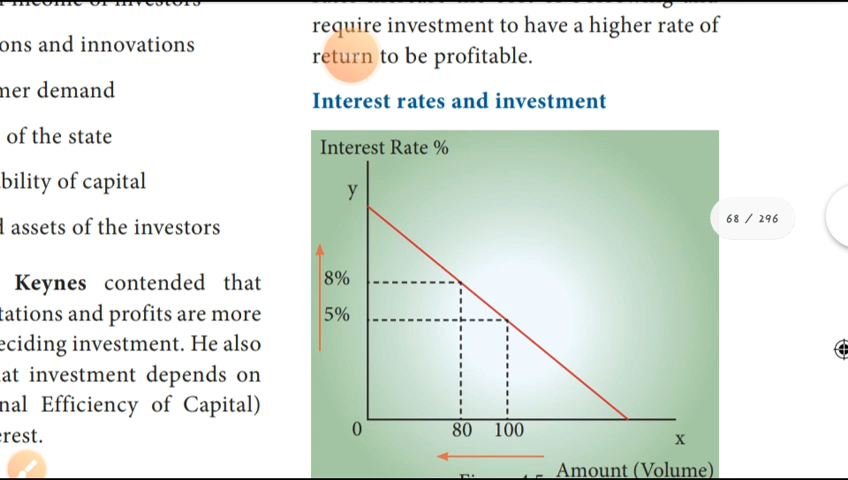 ons and innovations
mer demand
of the state
bility of capital
assets of the investors
Keynes contended that
tations and profits are more
eciding investment. He also
at investment depends on
nal Efficiency of Capital)
rest.
require investment to have a higher rate of
return to be profitable.
Interest rates and investment
Interest Rate %
y
8%
5%
0
80 100
x
Amount (Volume)
68 / 296